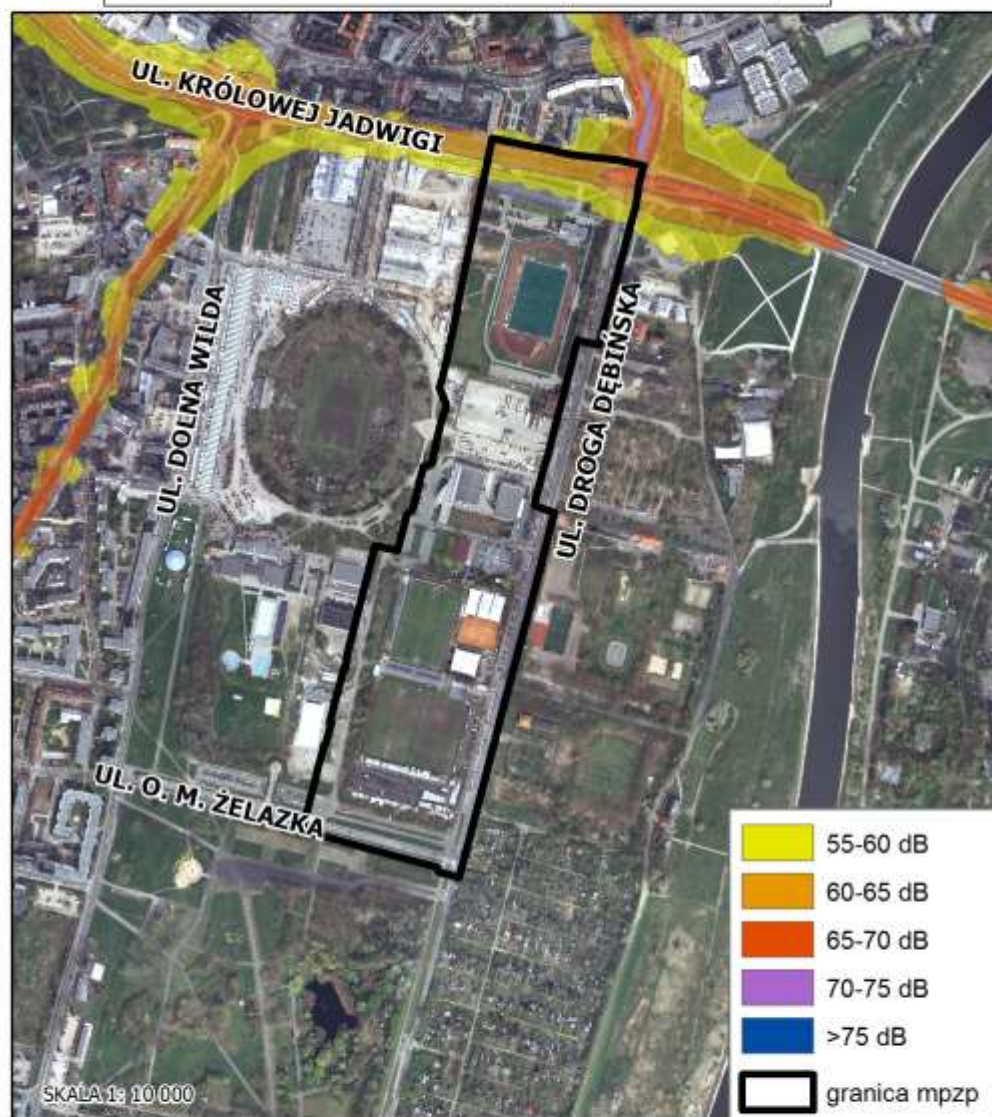 UL. KRÓLOWEJ JADWIGI
UL. DOLNA WILDA
UL. DROGA DĘBIŃSKA
UL. O. M. ŻELAZKA
55-60 dB
60-65 dB
65-70 dB
70-75 dB
>75 dB
granica mpzp
SKALA 1: 10 000